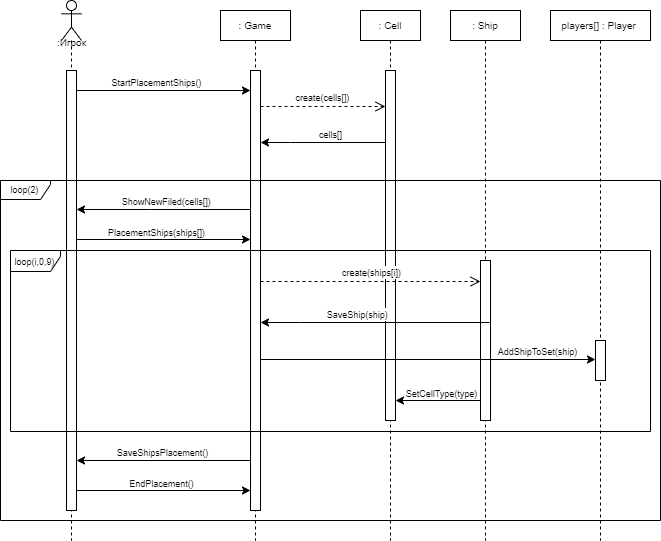 :Игрок
: Game
: Cell
: Ship
players[] : Player
StartPlacementShips()
create(cells[])
cells[]
loop(2)
ShowNewFiled(cells[])
PlacementShips(ships[])
loop(i,0,9)
create(ships[i])
SaveShip(ship)
AddShipToSet(ship)
SetCellType(type)
SaveShipsPlacement()
EndPlacement()